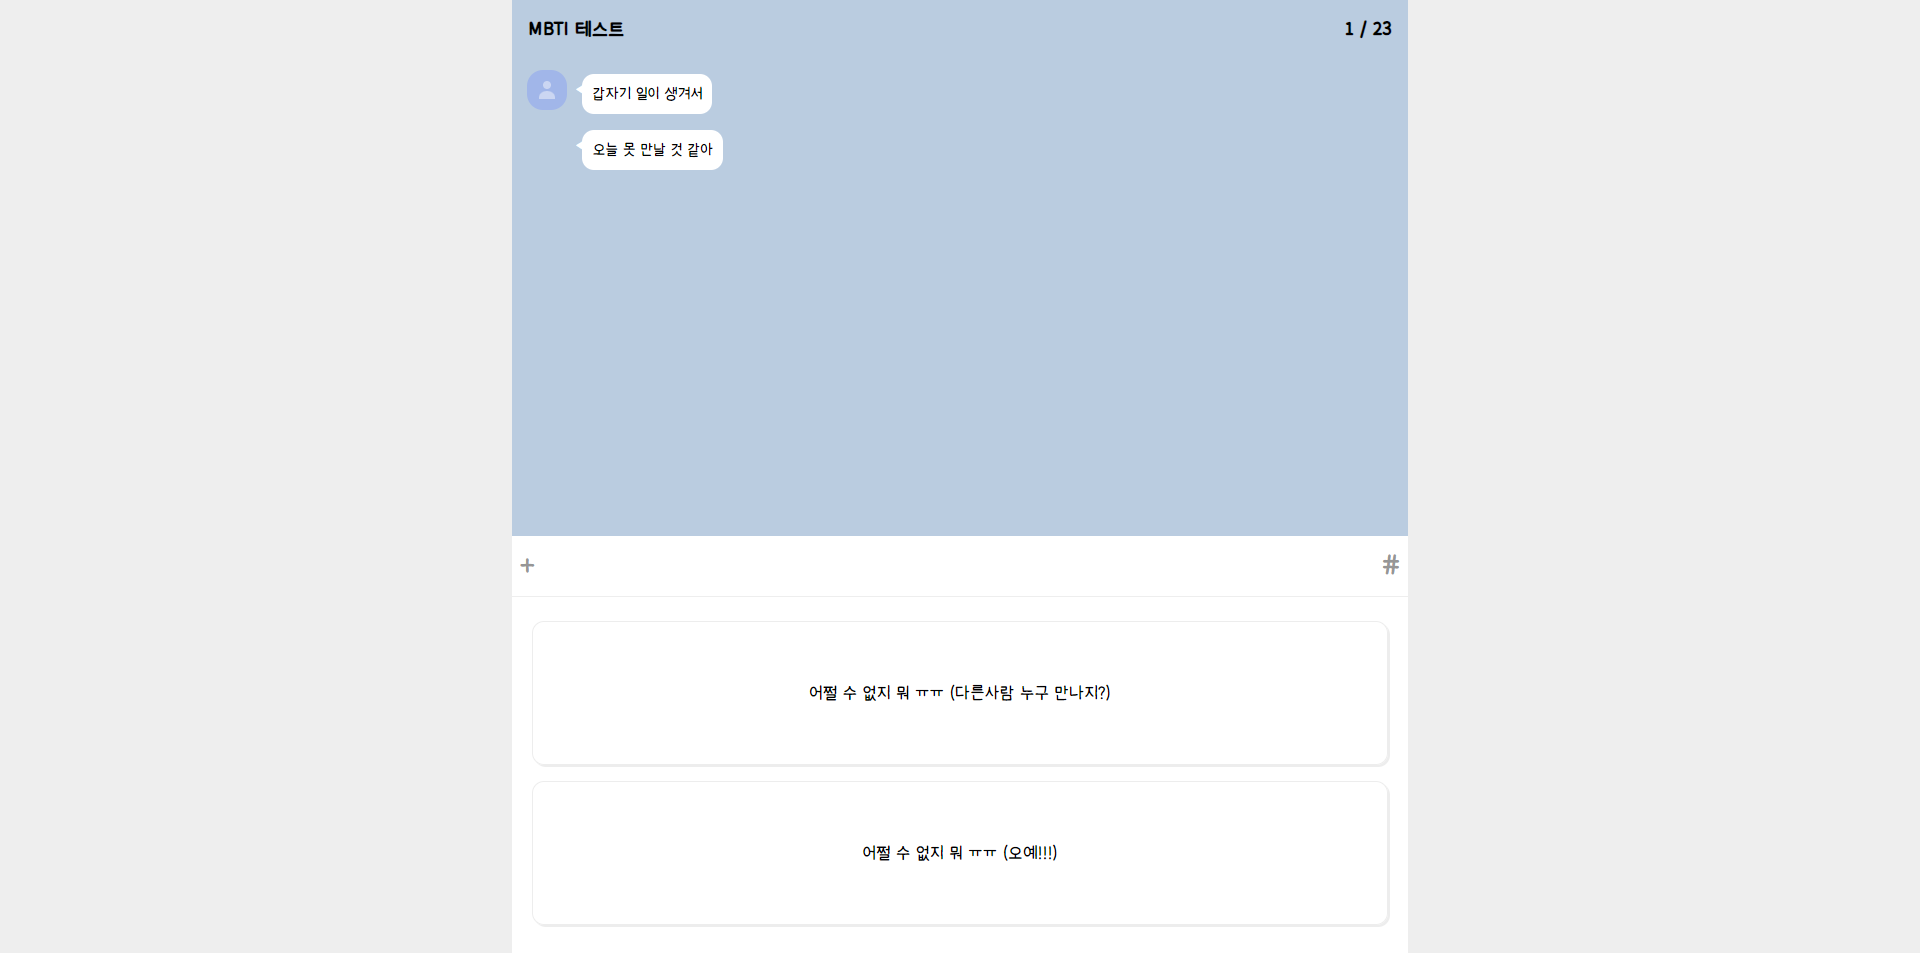 MBTI 테스트
1 / 23
갑자기 일이 생겨서
오늘 못 만날 것 같아
+
#
어쩔 수 없지 뭐 ㅠㅠ (다른사람 누구 만나지?)
어쩔 수 없지 뭐 ㅠㅠ (오예!!!)